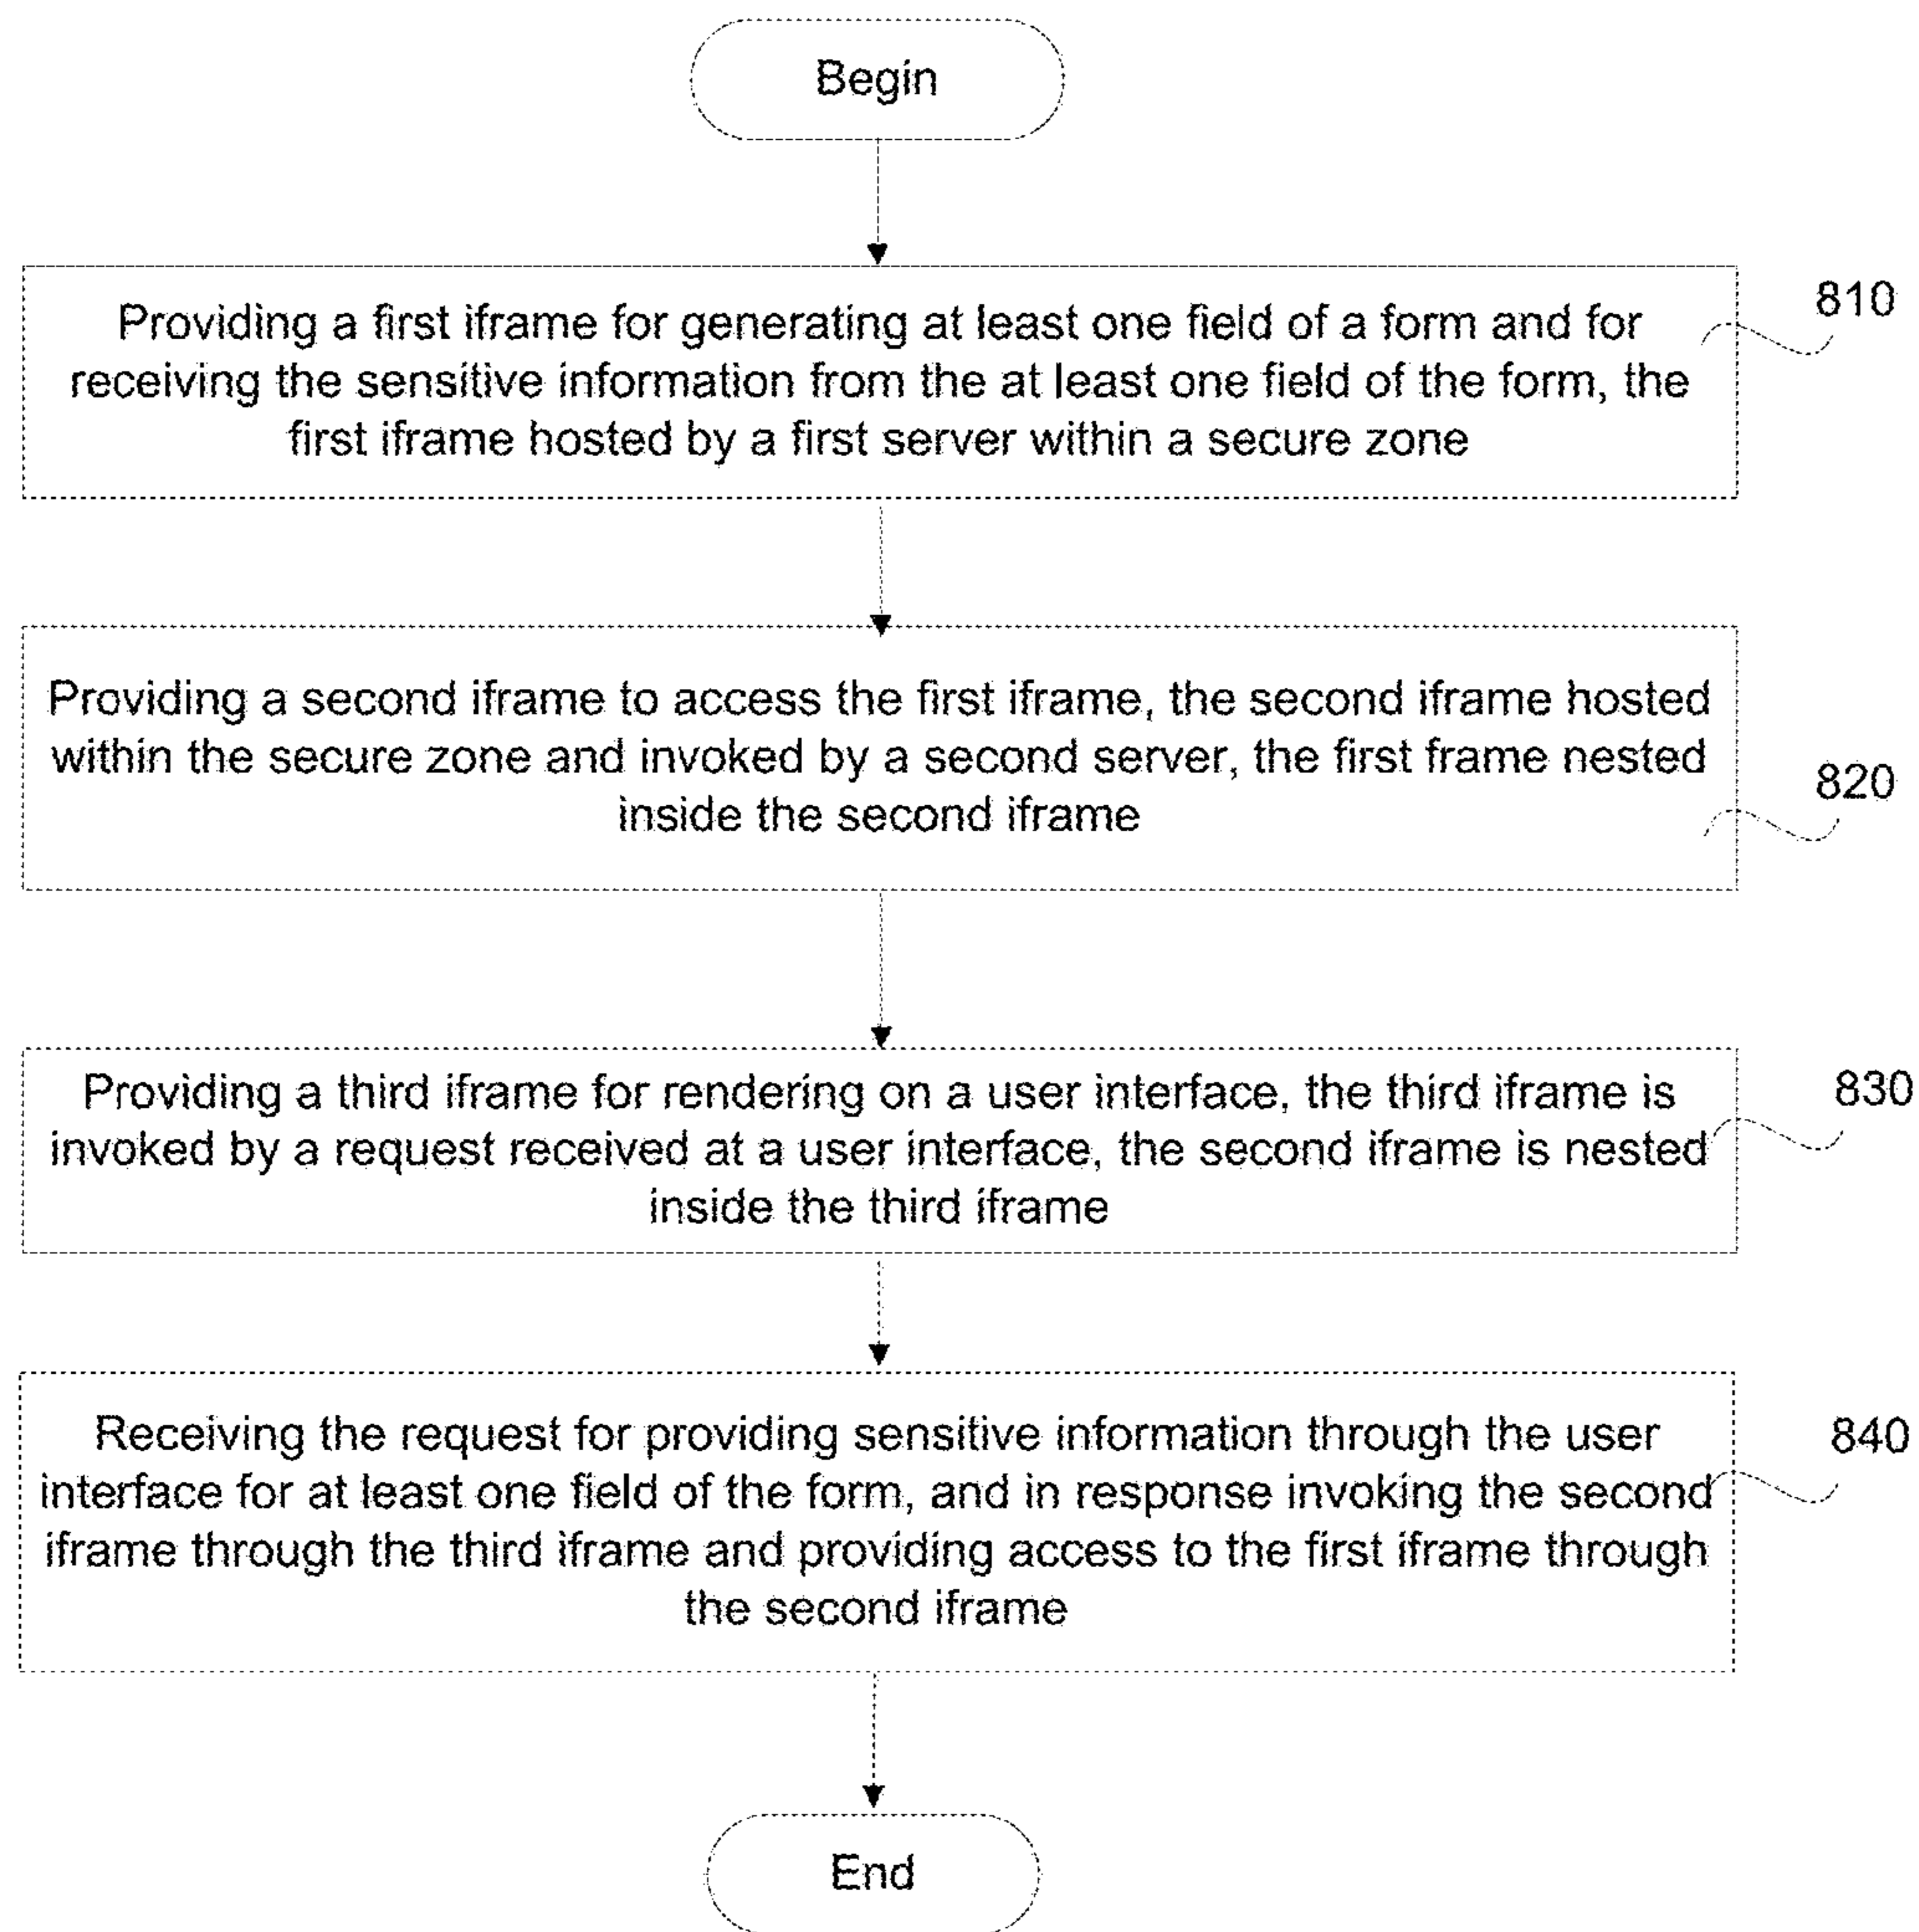 Begin
Providing a first iframe for generating at least one field of a form and for
receiving the sensitive information from the at least one field of the form, the
first iframe hosted by a first server within a secure zone
810
Providing a second iframe to access the first iframe, the second iframe hosted
within the secure zone and invoked by a second server, the first frame nested
inside the second iframe
820
Providing a third iframe for rendering on a user interface, the third iframe is
invoked by a request received at a user interface, the second iframe is nested
inside the third iframe
830
Receiving the request for providing sensitive information through the user
interface for at least one field of the form, and in response invoking the second
iframe through the third iframe and providing access to the first iframe through
the second iframe
840
End